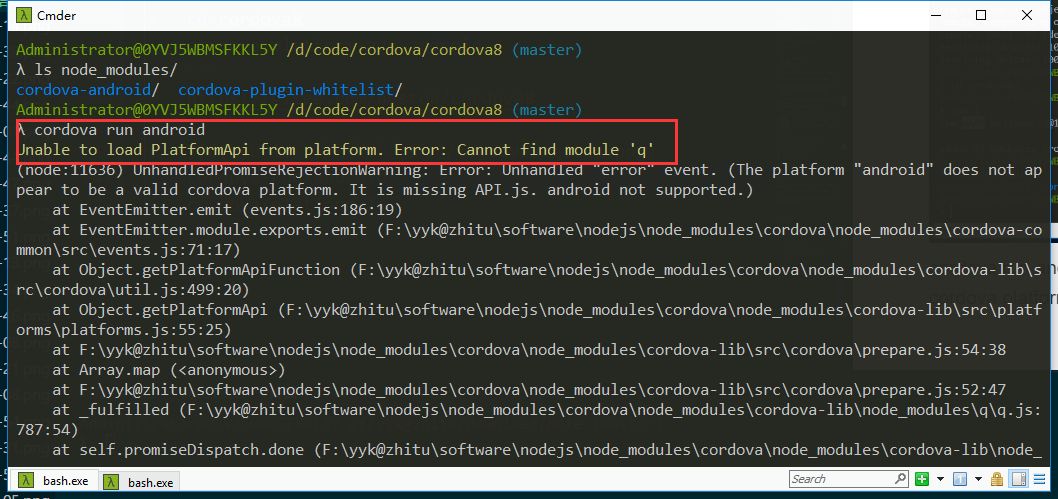 Cmder
Administrator@0YVJ5WBMSFKKL5Y /d/code/cordova/cordova8 (master)
λ ls node_modules/
cordova-android/  cordova-plugin-whitelist/
Administrator@0YVJ5WBMSFKKL5Y /d/code/cordova/cordova8 (master)
λ cordova run android
Unable to load PlatformApi from platform. Error: Cannot find module 'q'
(node:11636) UnhandledPromiseRejectionWarning: Error: Unhandled "error" event. (The platform "android" does not ap
pear to be a valid cordova platform. It is missing API.js. android not supported.)
    at EventEmitter.emit (events.js:186:19)
    at EventEmitter.module.exports.emit (F:\yyk@zhitu\software\nodejs\node_modules\cordova\node_modules\cordova-co
mmon\src\events.js:71:17)
    at Object.getPlatformApiFunction (F:\yyk@zhitu\software\nodejs\node_modules\cordova\node_modules\cordova-lib\s
rc\cordova\util.js:499:20)
    at Object.getPlatformApi (F:\yyk@zhitu\software\nodejs\node_modules\cordova\node_modules\cordova-lib\src\platf
orms\platforms.js:55:25)
    at F:\yyk@zhitu\software\nodejs\node_modules\cordova\node_modules\cordova-lib\src\cordova\prepare.js:54:38
    at Array.map (<anonymous>)
    at F:\yyk@zhitu\software\nodejs\node_modules\cordova\node_modules\cordova-lib\src\cordova\prepare.js:52:47
    at _fulfilled (F:\yyk@zhitu\software\nodejs\node_modules\cordova\node_modules\cordova-lib\node_modules\q\q.js:
787:54)
    at self.promiseDispatch.done (F:\yyk@zhitu\software\nodejs\node_modules\cordova\node_modules\cordova-lib\node_
bash.exe
bash.exe
Search